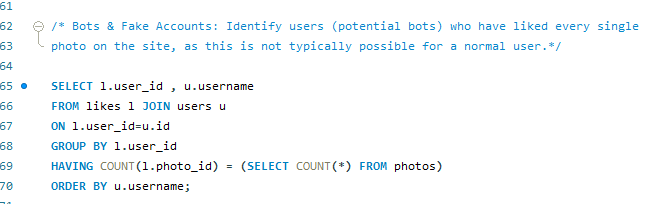 61
62 /* Bots & Fake Accounts: Identify users (potential bots) who have liked every single
63 photo on the site, as this is not typically possible for a normal user.*/
64
65 SELECT l.user_id , u.username
66 FROM likes l JOIN users u
67 ON l.user_id=u.id
68 GROUP BY l.user_id
69 HAVING COUNT(l.photo_id) = (SELECT COUNT(*) FROM photos)
70 ORDER BY u.username;